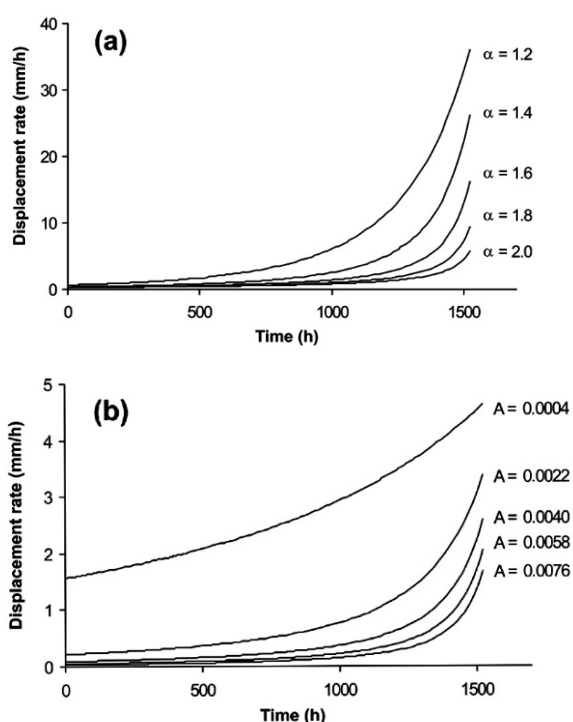 (a)
Displacement rate (mm/h)
40
30
20
10
0
0 500 1000 1500
Time (h)
α = 1.2
α = 1.4
α = 1.6
α = 1.8
α = 2.0
(b)
Displacement rate (mm/h)
5
4
3
2
1
0
0 500 1000 1500
Time (h)
A = 0.0004
A = 0.0022
A = 0.0040
A = 0.0058
A = 0.0076